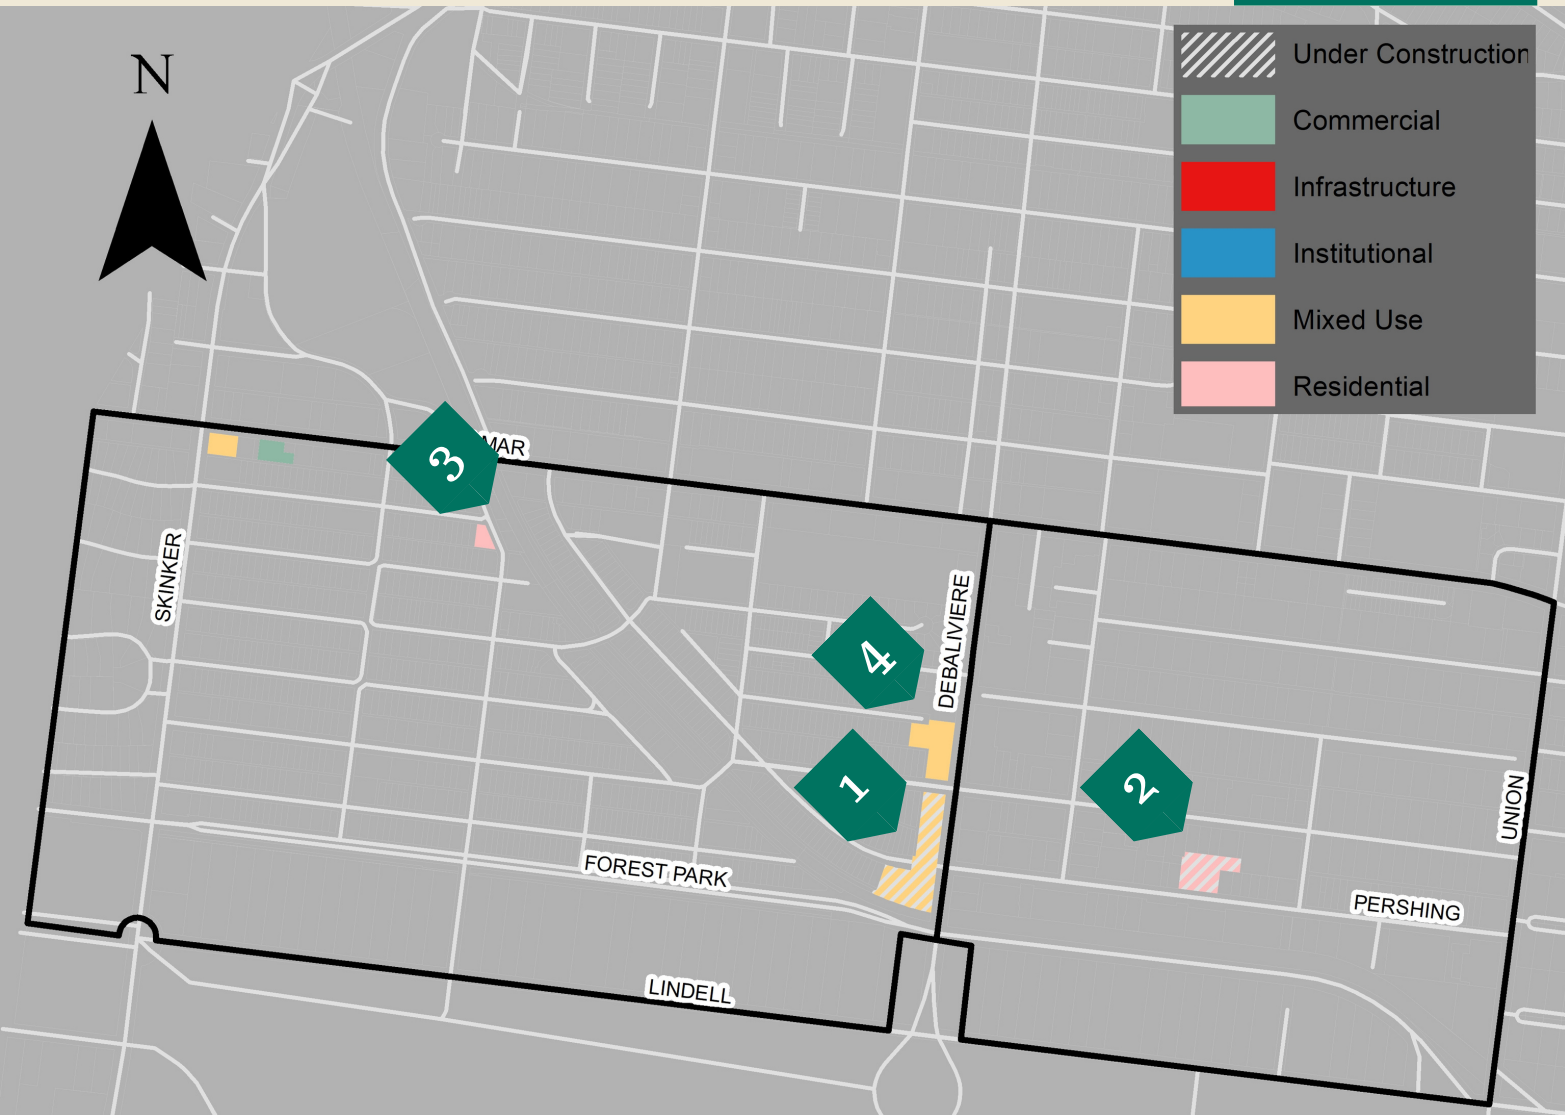 N
Under Construction
Commercial
Infrastructure
Institutional
Mixed Use
Residential
MAR
3
SKINKER
DEBALIVIERE
4
1
2
UNION
FOREST PARK
PERSHING
LINDELL